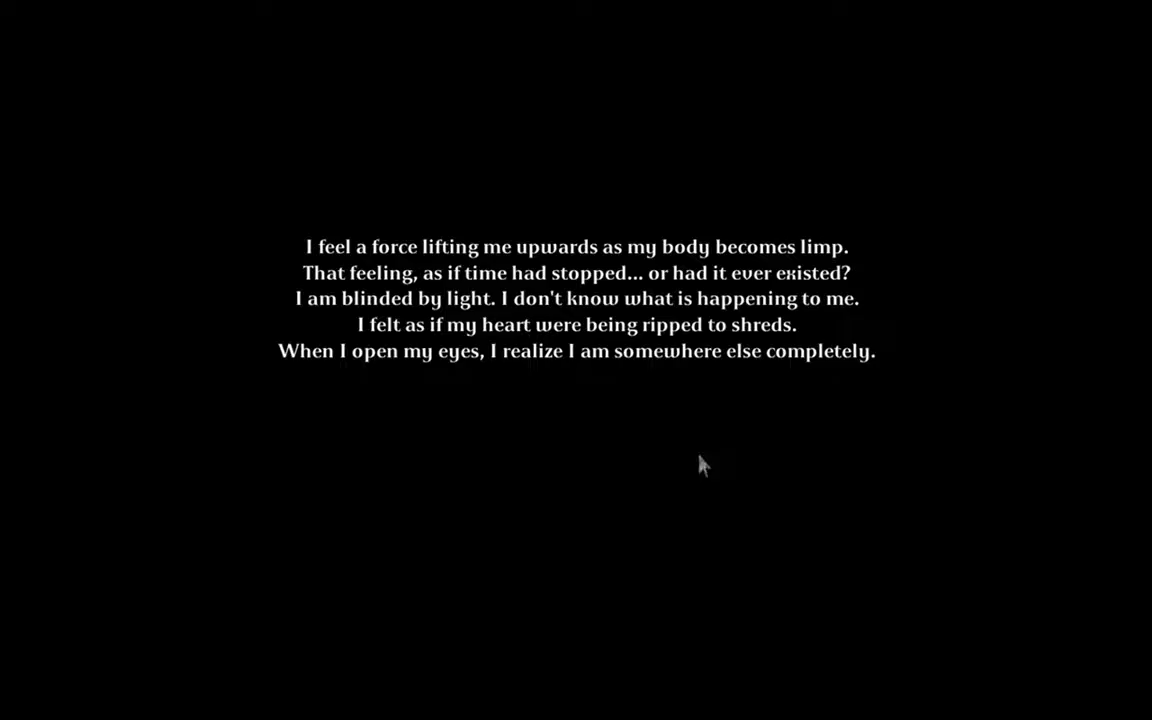 I feel a force lifting me upwards as my body becomes limp.
That feeling, as if time had stopped... or had it ever existed?
I am blinded by light. I don't know what is happening to me.
I felt as if my heart were being ripped to shreds.
When I open my eyes, I realize I am somewhere else completely.